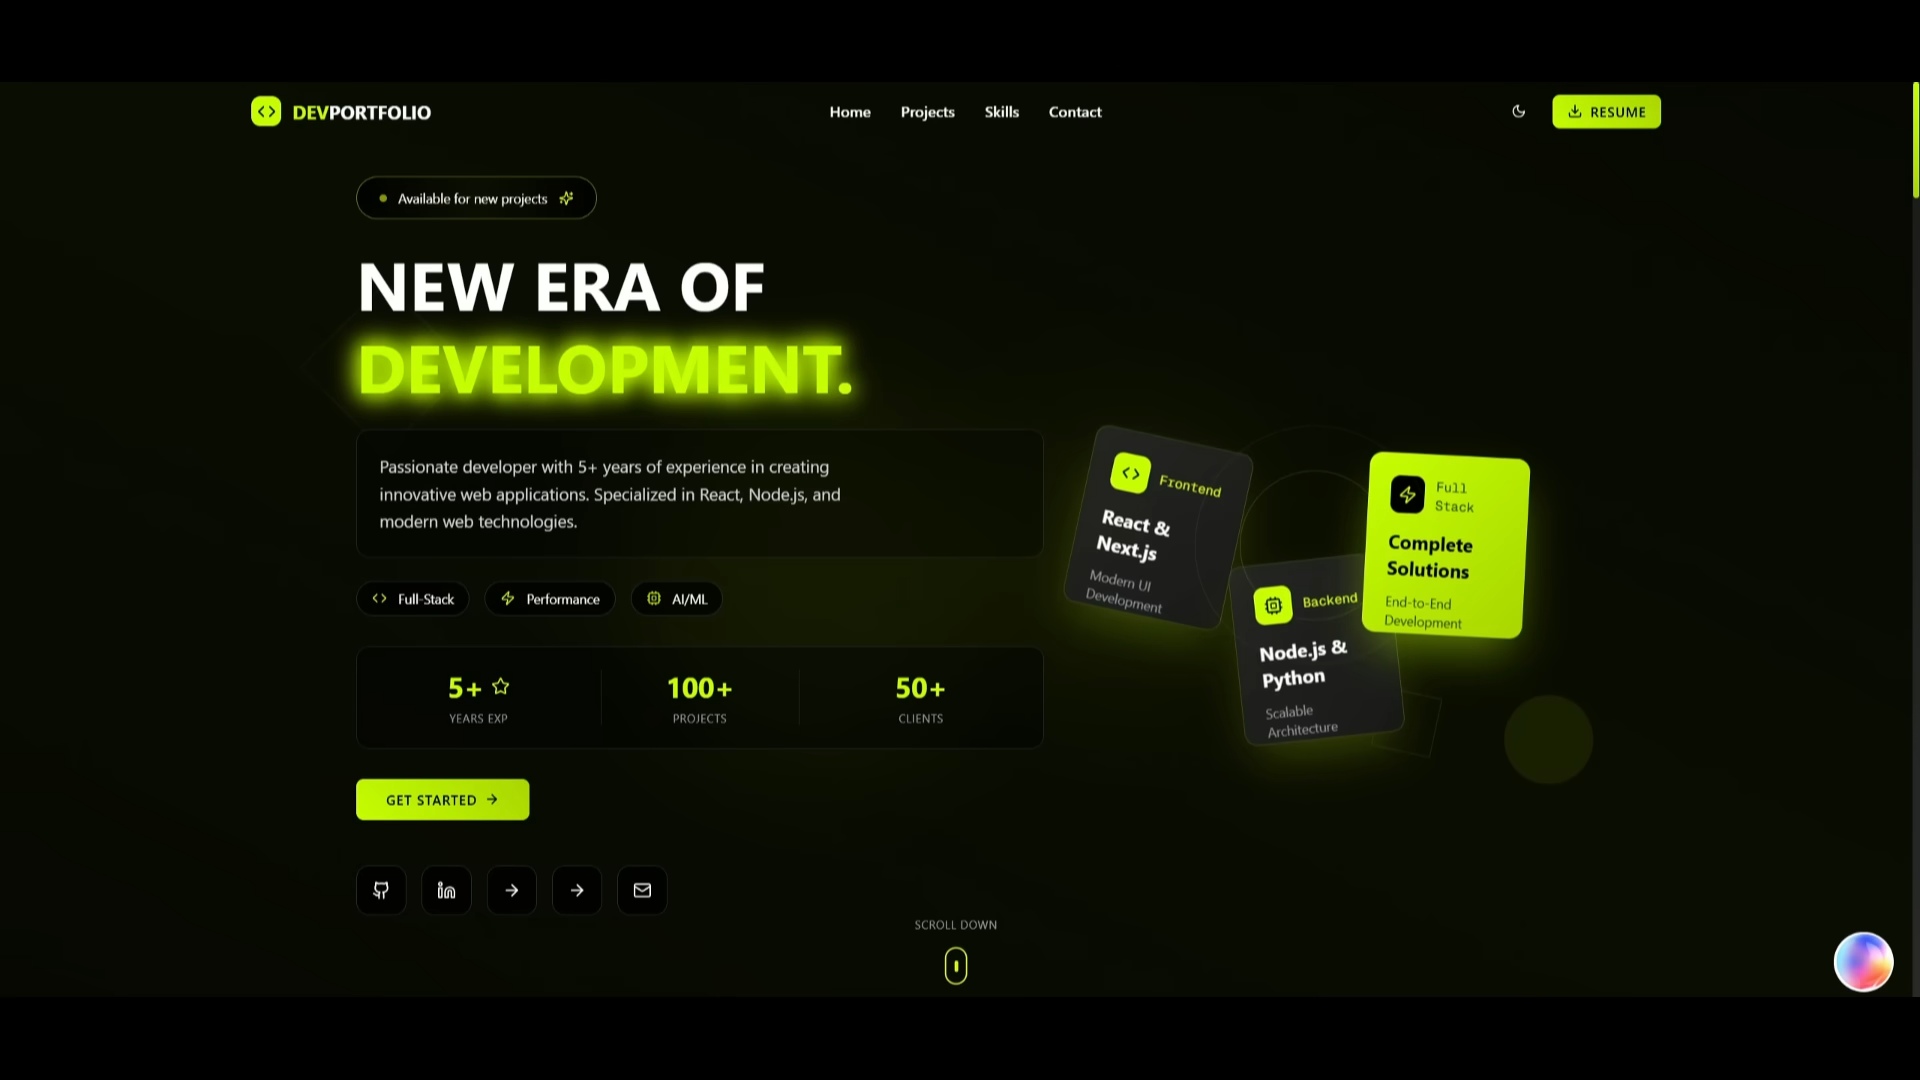 DEVPORTFOLIO
Home
Projects
Skills
Contact
RESUME
Available for new projects
NEW ERA OF
DEVELOPMENT.
Passionate developer with 5+ years of experience in creating
innovative web applications. Specialized in React, Node.js, and
modern web technologies.
Full-Stack
Performance
AI/ML
5+
YEARS EXP
100+
PROJECTS
50+
CLIENTS
GET STARTED
Frontend
React &
Next.js
Modern UI
Development
Backend
Node.js &
Python
Scalable
Architecture
Full
Stack
Complete
Solutions
End-to-End
Development
SCROLL DOWN